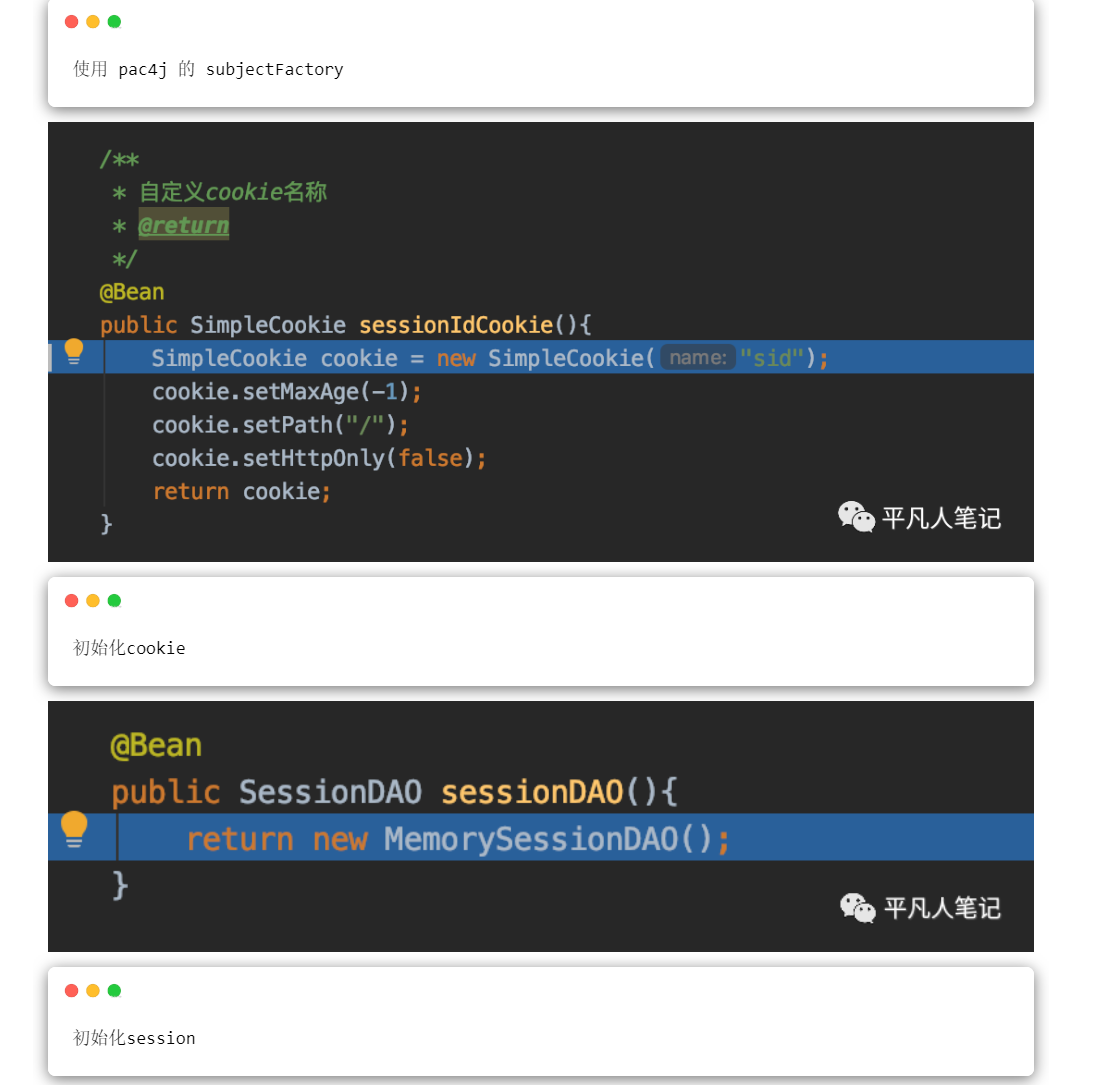 使用 pac4j 的 subjectFactory
/**
* 自定义cookie名称
* @return
*/
@Bean
public SimpleCookie sessionIdCookie(){
SimpleCookie cookie = new SimpleCookie( name: "sid");
cookie.setMaxAge(-1);
cookie.setPath("/");
cookie.setHttpOnly(false);
return cookie;
}
平凡人笔记
初始化cookie
@Bean
public SessionDAO sessionDAO(){
return new MemorySessionDAO();
}
平凡人笔记
初始化session